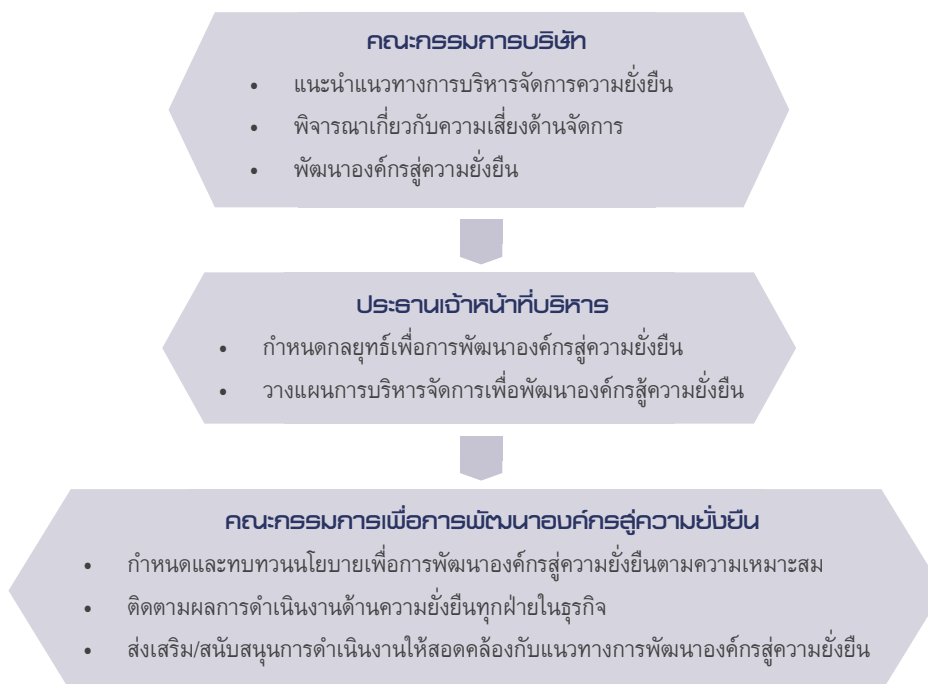 คณะกรรมการบริษัท
• แนะนำแนวทางการบริหารจัดการความยั่งยืน
• พิจารณาเกี่ยวกับความเสี่ยงด้านจัดการ
• พัฒนาองค์กรสู่ความยั่งยืน
ประธานเจ้าหน้าที่บริหาร
• กำหนดกลยุทธ์เพื่อการพัฒนาองค์กรสู่ความยั่งยืน
• วางแผนการบริหารจัดการเพื่อพัฒนาองค์กรสู้ความยั่งยืน
คณะกรรมการเพื่อการพัฒนาองค์กรสู่ความยั่งยืน
• กำหนดและทบทวนนโยบายเพื่อการพัฒนาองค์กรสู่ความยั่งยืนตามความเหมาะสม
• ติดตามผลการดำเนินงานด้านความยั่งยืนทุกฝ่ายในธุรกิจ
• ส่งเสริม/สนับสนุนการดำเนินงานให้สอดคล้องกับแนวทางการพัฒนาองค์กรสู่ความยั่งยืน